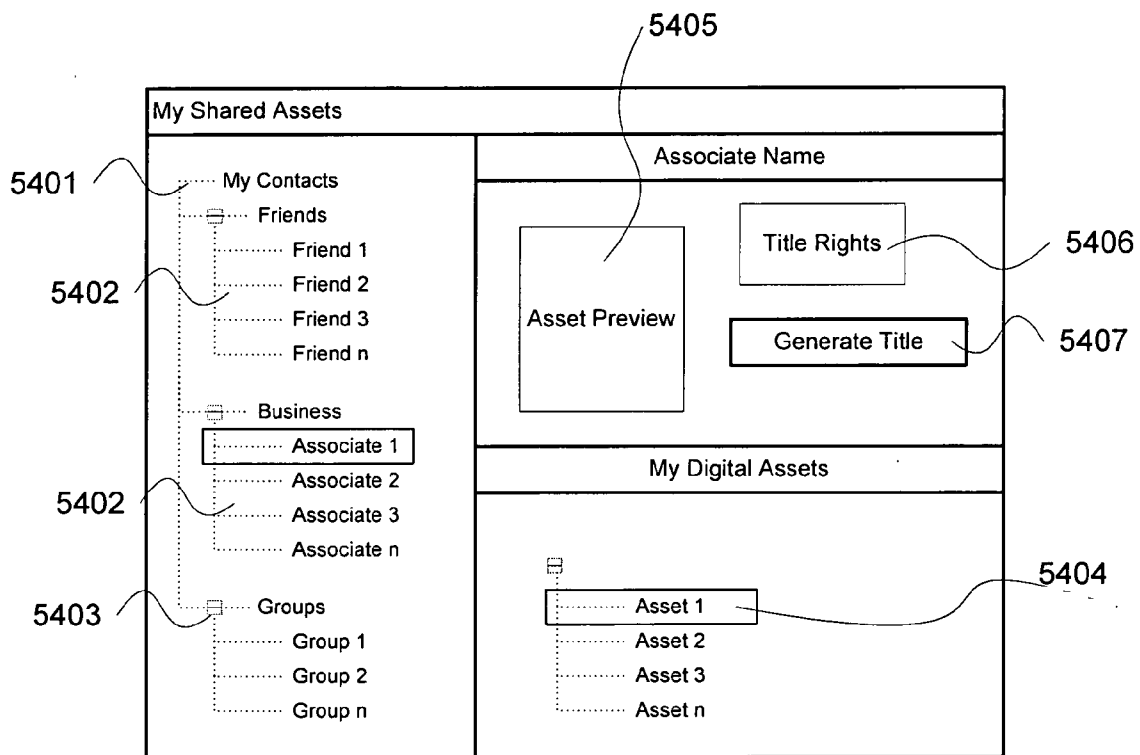 5405
My Shared Assets
Associate Name
5401
My Contacts
Friends
Friend 1
5402
Friend 2
Friend 3
Friend n
Title Rights
5406
Asset Preview
Generate Title
5407
Business
Associate 1
Associate 2
5402
Associate 3
Associate n
My Digital Assets
5403
Groups
Group 1
Group 2
Group n
5404
Asset 1
Asset 2
Asset 3
Asset n